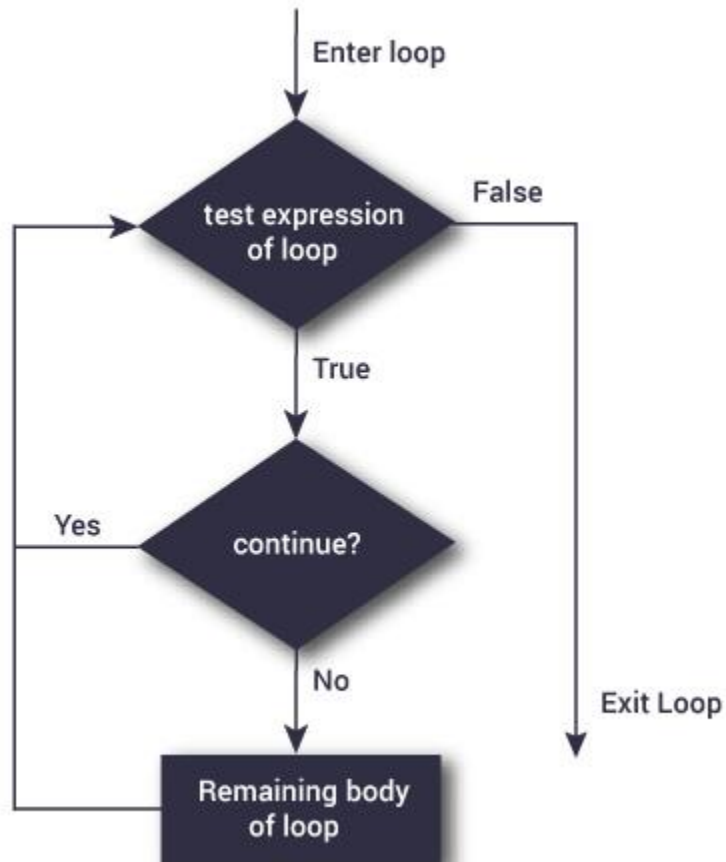 Enter loop
test expression
of loop
False
True
continue?
Yes
No
Exit Loop
Remaining body
of loop